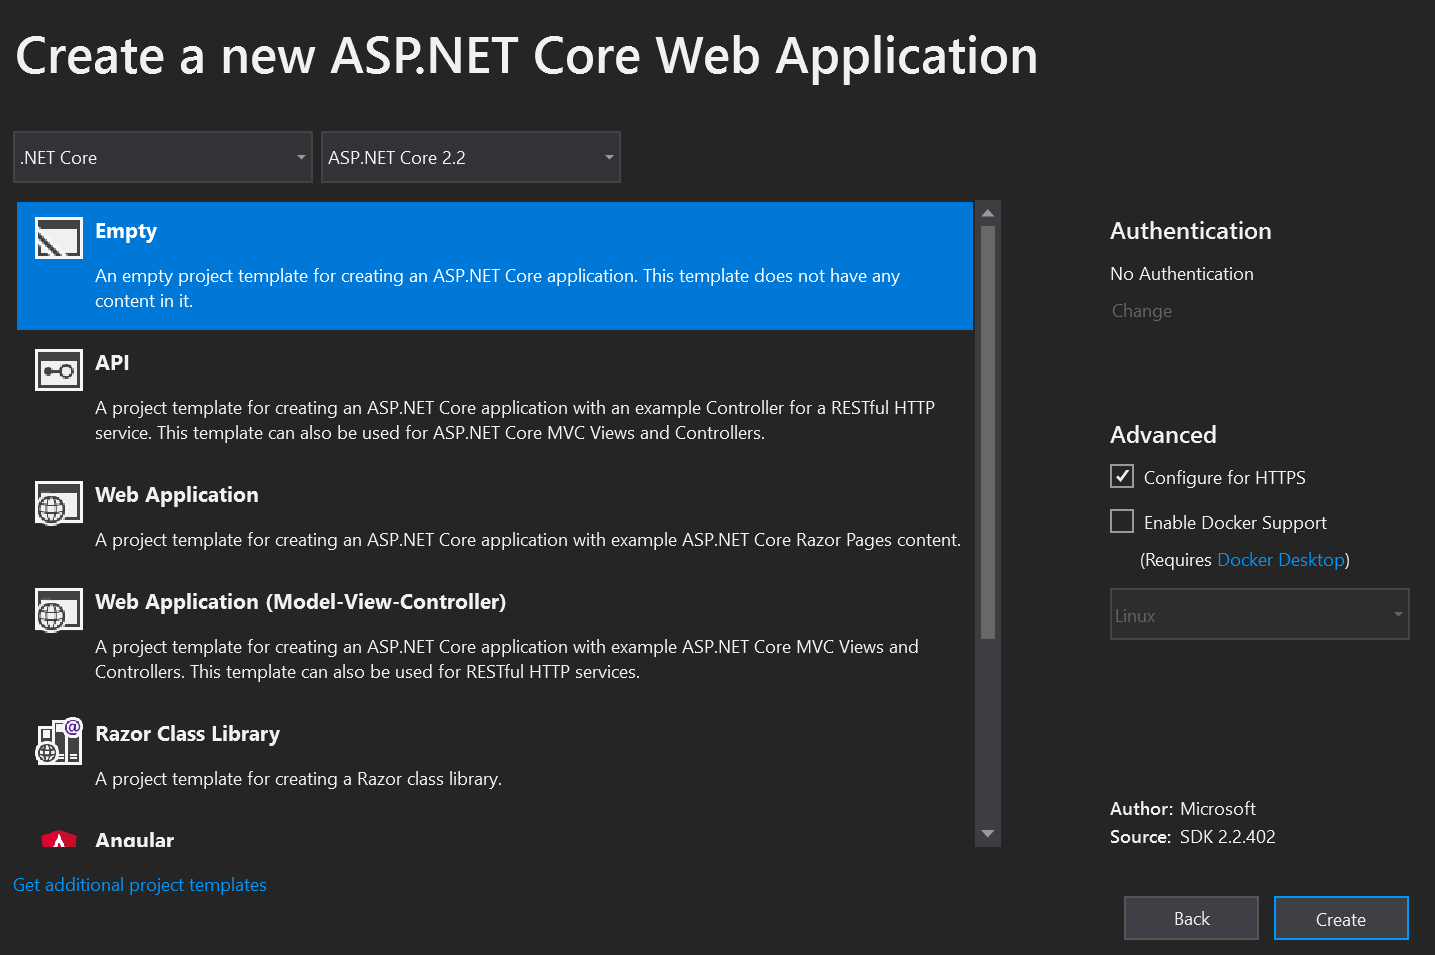 Create a new ASP.NET Core Web Application
.NET Core
ASP.NET Core 2.2
Empty
An empty project template for creating an ASP.NET Core application. This template does not have any
content in it.
API
A project template for creating an ASP.NET Core application with an example Controller for a RESTful HTTP
service. This template can also be used for ASP.NET Core MVC Views and Controllers.
Web Application
A project template for creating an ASP.NET Core application with example ASP.NET Core Razor Pages content.
Web Application (Model-View-Controller)
A project template for creating an ASP.NET Core application with example ASP.NET Core MVC Views and
Controllers. This template can also be used for RESTful HTTP services.
@
Razor Class Library
A project template for creating a Razor class library.
Angular
Get additional project templates
Authentication
No Authentication
Change
Advanced
Configure for HTTPS
Enable Docker Support
(Requires Docker Desktop)
Linux
Author: Microsoft
Source: SDK 2.2.402
Back
Create